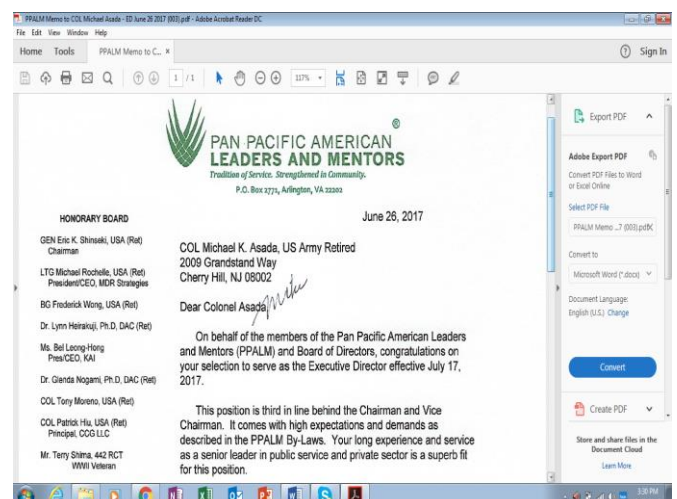 PPALM Memo to COL Michael Asada - ED June 26 2017 (003).pdf - Adobe Acrobat Reader DC
File Edit View Window Help
Home Tools PPALM Memo to C... ×
? Sign In
1 / 1 117%
PAN PACIFIC AMERICAN ®
LEADERS AND MENTORS
Tradition of Service. Strengthened in Community.
P.O. Box 2771, Arlington, VA 22202
HONORARY BOARD
GEN Eric K. Shinseki, USA (Ret)
Chairman
LTG Michael Rochelle, USA (Ret)
President/CEO, MDR Strategies
BG Frederick Wong, USA (Ret)
Dr. Lynn Heirakuji, Ph.D, DAC (Ret)
Ms. Bel Leong-Hong
Pres/CEO, KAI
Dr. Glenda Nogami, Ph.D, DAC (Ret)
COL Tony Moreno, USA (Ret)
COL Patrick Hiu, USA (Ret)
Principal, CCG LLC
Mr. Terry Shima, 442 RCT
WWII Veteran
June 26, 2017
COL Michael K. Asada, US Army Retired
2009 Grandstand Way
Cherry Hill, NJ 08002
Dear Colonel Asada
Mike
On behalf of the members of the Pan Pacific American Leaders
and Mentors (PPALM) and Board of Directors, congratulations on
your selection to serve as the Executive Director effective July 17,
2017.
This position is third in line behind the Chairman and Vice
Chairman. It comes with high expectations and demands as
described in the PPALM By-Laws. Your long experience and service
as a senior leader in public service and private sector is a superb fit
for this position.
Export PDF
Adobe Export PDF
Convert PDF Files to Word
or Excel Online
Select PDF File
PPALM Memo ...7 (003).pdf
Convert to
Microsoft Word (*.docx)
Document Language:
English (U.S.) Change
Convert
Create PDF
Store and share files in the
Document Cloud
Learn More
3:00 PM